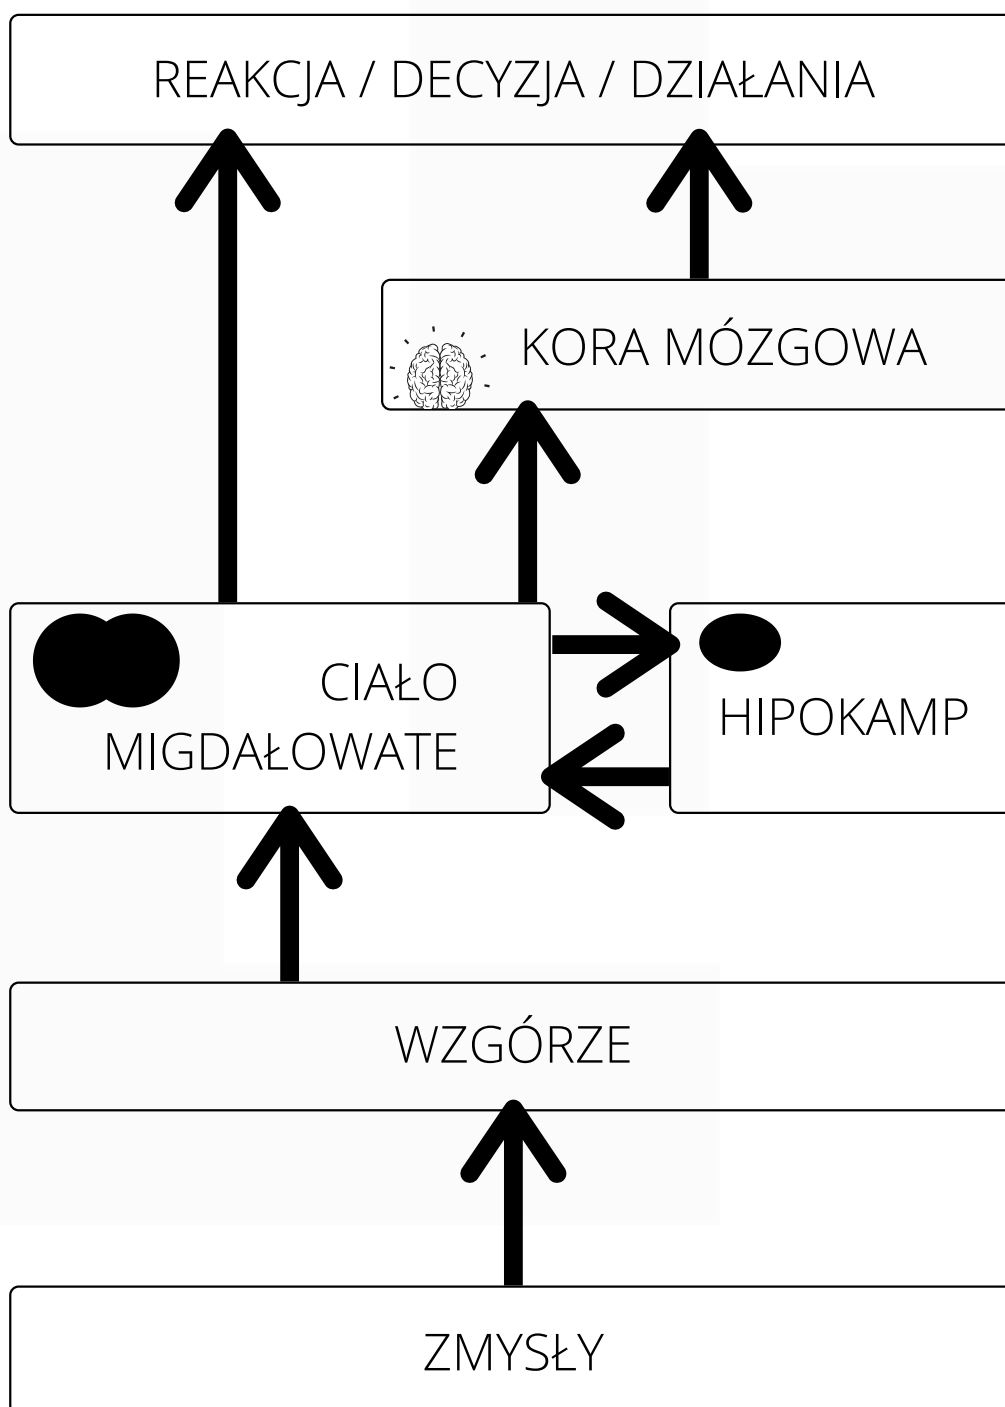 REAKCJA / DECYZJA / DZIAŁANIA
KORA MÓZGOWA
CIAŁO
MIGDAŁOWATE
HIPOKAMP
WZGÓRZE
ZMYSŁY